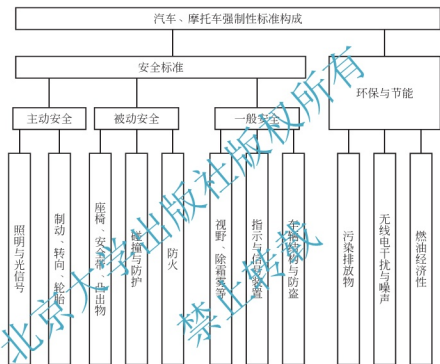 汽车、摩托车强制性标准构成
安全标准
环保与节能
主动安全
被动安全
一般安全
照明与光信号
制动、转向、轮胎
座椅、安全带、凸出物
碰撞与防护
防火
视野、除霜雾等
指示与信号装置
车辆结构与防盗
污染排放物
无线电干扰与噪声
燃油经济性
北京大学出版社版权所有
禁止转载